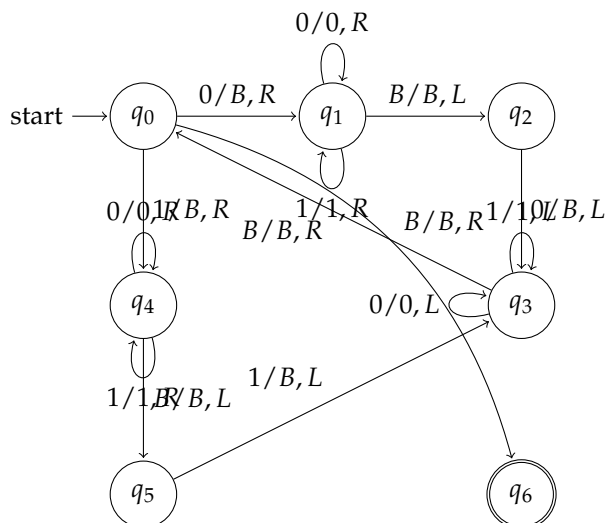 0/0, R
0/B, R
B/B, L
start
q0
q1
q2
0/0, R
1/B, R
1/1, R
B/B, R
B/B, R
1/1, L
0/B, L
q4
0/0, L
q3
1/B, L
1/1, R
B/B, L
q5
q6